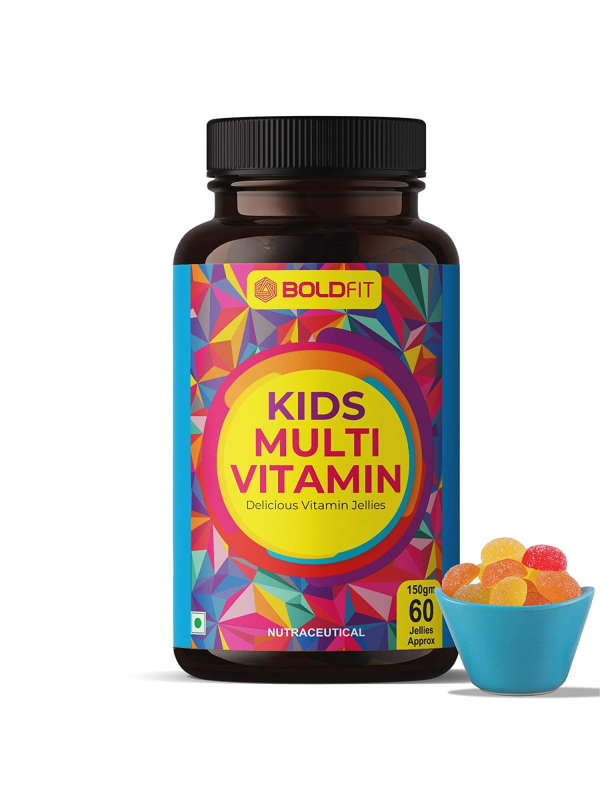 BOLDFIT
KIDS
MULTI
VITAMIN
Delicious Vitamin Jellies
150gm
60
Jellies
Approx
NUTRACEUTICAL